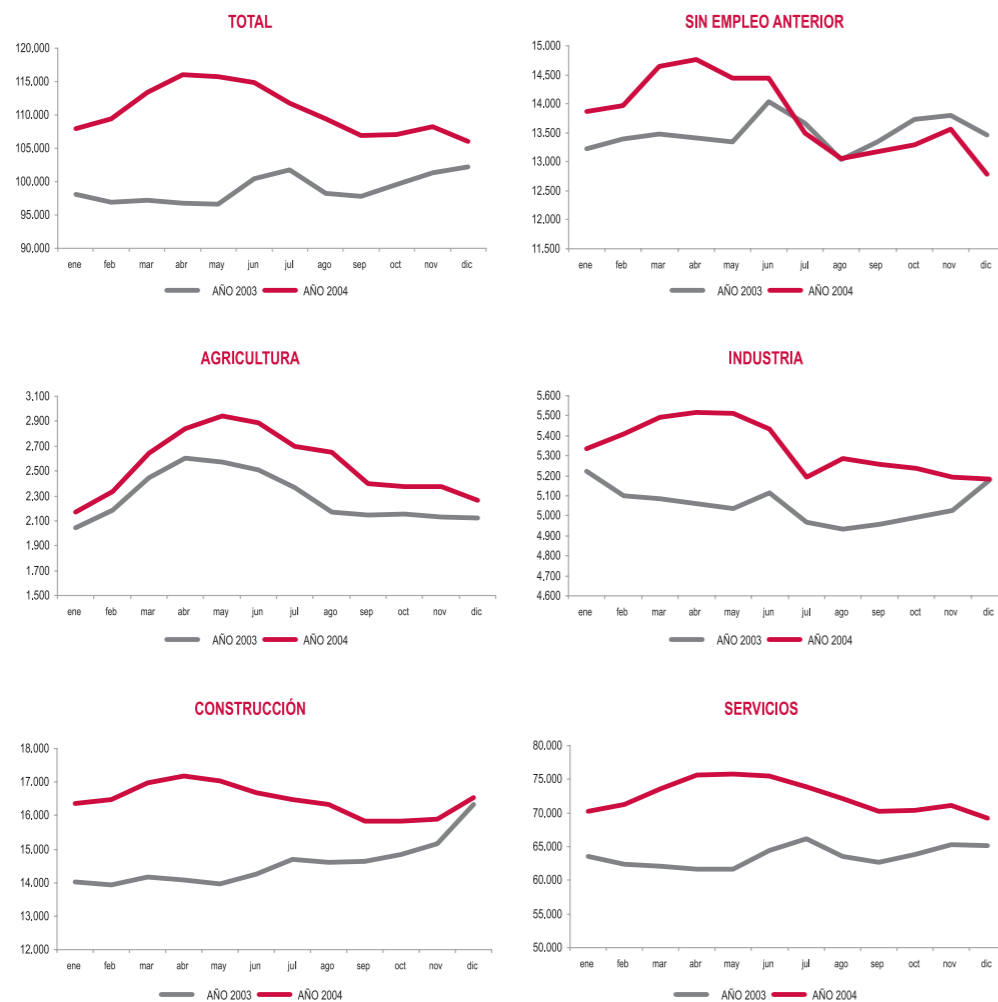 TOTAL
120,000
115,000
110,000
105,000
100,000
95,000
90,000
ene feb mar abr may jun jul ago sep oct nov dic
AÑO 2003 AÑO 2004
SIN EMPLEO ANTERIOR
15.000
14,500
14,000
13,500
13,000
12,500
12,000
11.500
ene feb mar abr may jun jul ago sep oct nov dic
AÑO 2003 AÑO 2004
AGRICULTURA
3,100
2.900
2.700
2.500
2.300
2.100
1.900
1.700
1.500
ene feb mar abr may jun jul ago sep oct nov dic
AÑO 2003 AÑO 2004
INDUSTRIA
5.600
5.500
5.400
5.300
5.200
5.100
5.000
4.900
4.800
4.700
4.600
ene feb mar abr may jun jul ago sep oct nov dic
AÑO 2003 AÑO 2004
CONSTRUCCIÓN
18.000
17.000
16.000
15.000
14.000
13.000
12.000
ene feb mar abr may jun jul ago sep oct nov dic
AÑO 2003 AÑO 2004
SERVICIOS
80.000
75.000
70.000
65.000
60.000
55.000
50.000
ene feb mar abr may jun jul ago sep oct nov dic
AÑO 2003 AÑO 2004